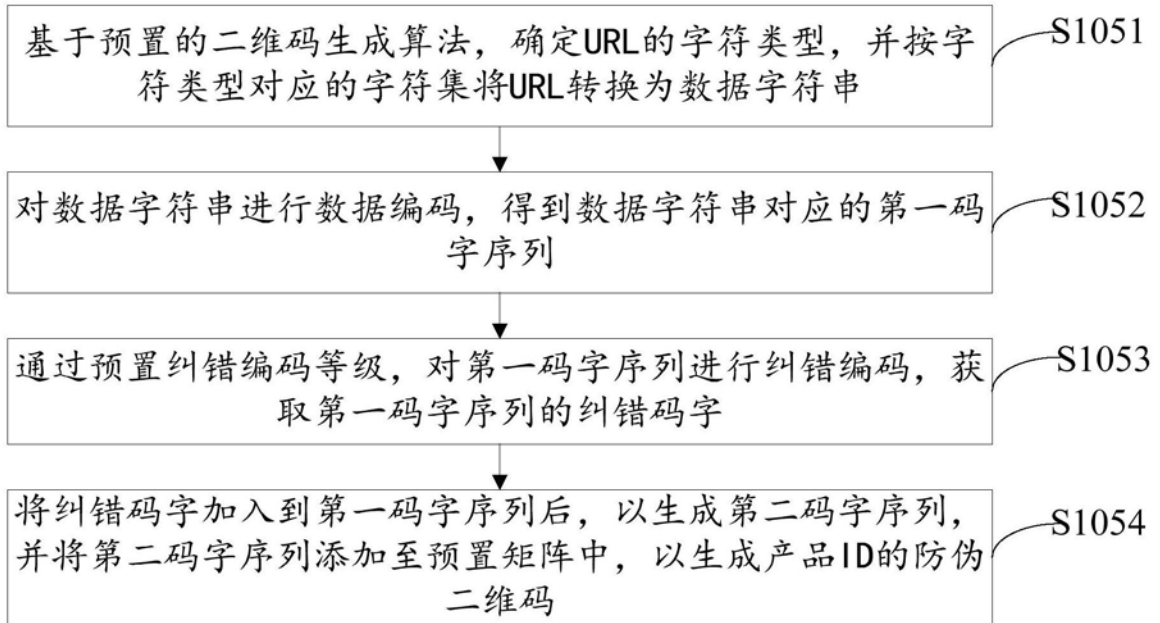 基于预置的二维码生成算法，确定URL的字符类型，并按字
符类型对应的字符集将URL转换为数据字符串
S1051
对数据字符串进行数据编码，得到数据字符串对应的第一码
字序列
S1052
通过预置纠错编码等级，对第一码字序列进行纠错编码，获
取第一码字序列的纠错码字
S1053
将纠错码字加入到第一码字序列后，以生成第二码字序列，
并将第二码字序列添加至预置矩阵中，以生成产品ID的防伪
二维码
S1054